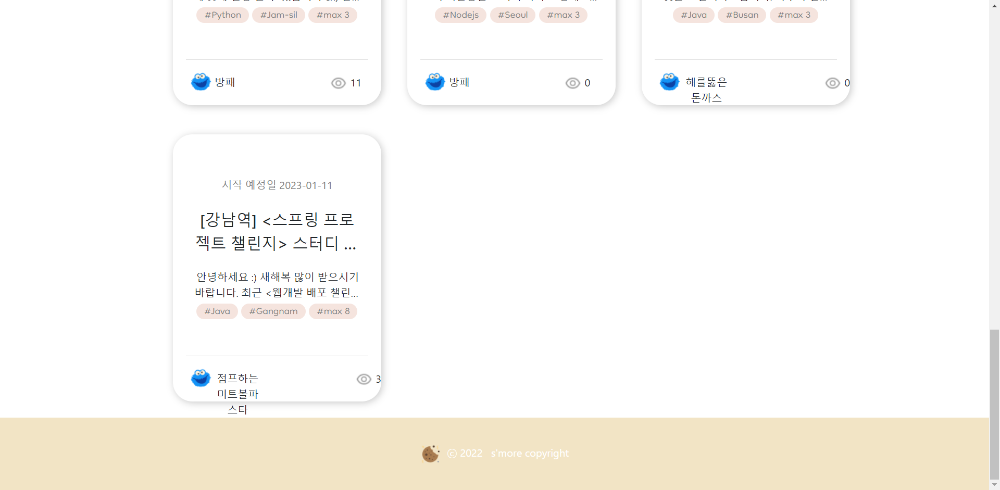 #Python #Jam-sil #max 3
#Nodejs #Seoul #max 3
#Java #Busan #max 3
방패 11
방패 0
해를뚫은 0
돈까스
시작 예정일 2023-01-11
[강남역] <스프링 프로
젝트 챌린지> 스터디 ...
안녕하세요 :) 새해복 많이 받으시기
바랍니다. 최근 <웹개발 배포 챌린...
#Java #Gangnam #max 8
점프하는 3
미트볼파
스타
© 2022 s'more copyright